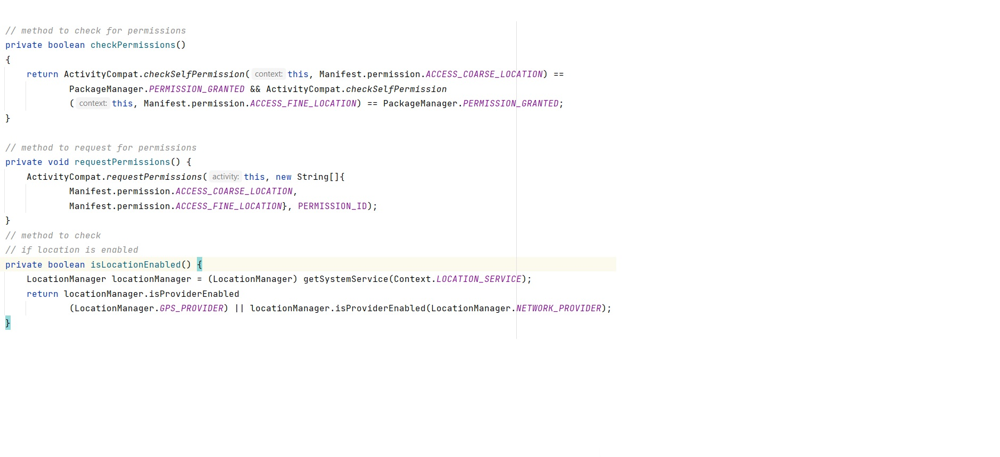 // method to check for permissions
private boolean checkPermissions()
{
    return ActivityCompat.checkSelfPermission( context: this, Manifest.permission.ACCESS_COARSE_LOCATION) ==
            PackageManager.PERMISSION_GRANTED && ActivityCompat.checkSelfPermission
            ( context: this, Manifest.permission.ACCESS_FINE_LOCATION) == PackageManager.PERMISSION_GRANTED;
}

// method to request for permissions
private void requestPermissions() {
    ActivityCompat.requestPermissions( activity: this, new String[]{
            Manifest.permission.ACCESS_COARSE_LOCATION,
            Manifest.permission.ACCESS_FINE_LOCATION}, PERMISSION_ID);
}
// method to check
// if location is enabled
private boolean isLocationEnabled() {
    LocationManager locationManager = (LocationManager) getSystemService(Context.LOCATION_SERVICE);
    return locationManager.isProviderEnabled
            (LocationManager.GPS_PROVIDER) || locationManager.isProviderEnabled(LocationManager.NETWORK_PROVIDER);
}